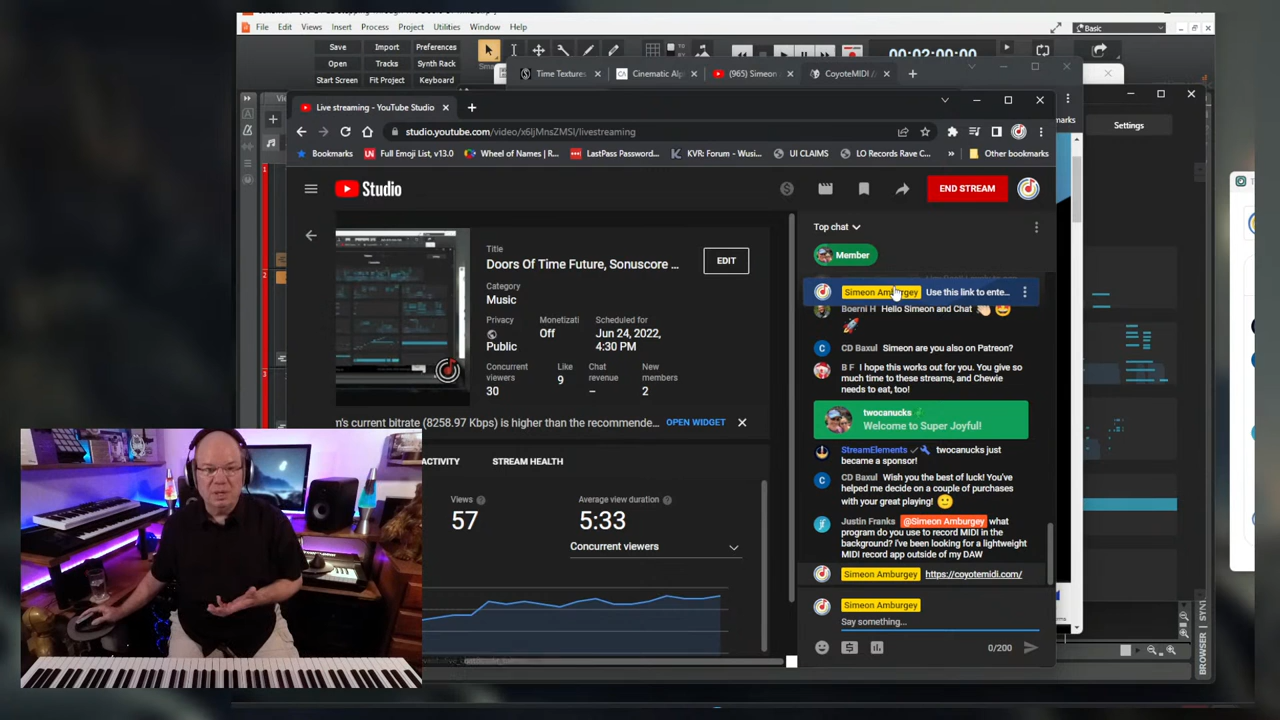 File Edit Views Insert Process Project Utilities Window Help
Basic
Save Import Preferences
Open Tracks Synth Rack
Start Screen Fit Project Keyboard
00:02:00:00
Time Textures
Cinematic Al
(965) Simeon
CoyoteMIDI
Live streaming - YouTube Studio
Settings
studio.youtube.com/video/x6IjMnsZMSI/livestreaming
Bookmarks
Full Emoji List, v13.0
Wheel of Names | R...
LastPass Password...
KVR: Forum - Wusi...
UI CLAIMS
LO Records Rave C...
Other bookmarks
Studio
END STREAM
Title
Doors Of Time Future, Sonuscore ...
EDIT
Category
Music
Privacy
Public
Monetizati
Off
Scheduled for
Jun 24, 2022,
4:30 PM
Concurrent
viewers
30
Like
9
Chat
revenue
–
New
members
2
n's current bitrate (8258.97 Kbps) is higher than the recommende...
OPEN WIDGET
ACTIVITY
STREAM HEALTH
Views
57
Average view duration
5:33
Concurrent viewers
Top chat
Member
Simeon Amburgey Use this link to ente...
Boerni H Hello Simeon and Chat
CD Baxul Simeon are you also on Patreon?
B F I hope this works out for you. You give so
much time to these streams, and Chewie
needs to eat, too!
twocanucks
Welcome to Super Joyful!
StreamElements twocanucks just
became a sponsor!
CD Baxul Wish you the best of luck! You've
helped me decide on a couple of purchases
with your great playing!
Justin Franks @Simeon Amburgey what
program do you use to record MIDI in the
background? i've been looking for a lightweight
MIDI record app outside of my DAW
Simeon Amburgey https://coyotemidi.com/
Simeon Amburgey
Say something...
0/200
BROWSER